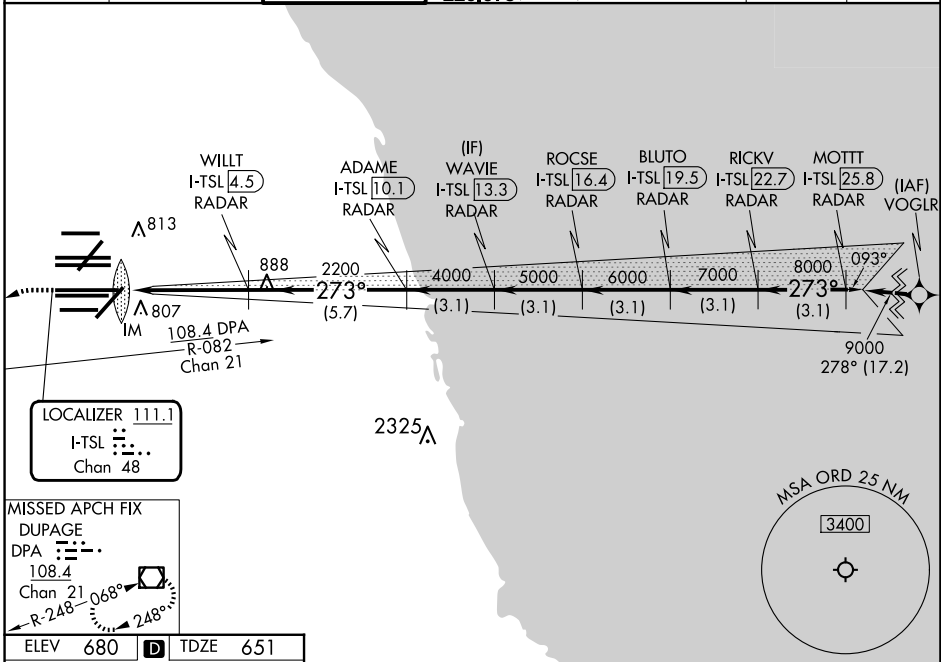 WILLT
I-TSL 4.5
RADAR
ADAME
I-TSL 10.1
RADAR
(IF)
WAVIE
I-TSL 13.3
RADAR
ROCSE
I-TSL 16.4
RADAR
BLUTO
I-TSL 19.5
RADAR
RICKV
I-TSL 22.7
RADAR
MOTTT
I-TSL 25.8
RADAR
(IAF)
VOGLR
813
888
807
IM
2200
273°
(5.7)
4000
(3.1)
5000
(3.1)
6000
(3.1)
7000
(3.1)
8000
273°
(3.1)
093°
9000
278° (17.2)
108.4 DPA
R-082
Chan 21
LOCALIZER 111.1
I-TSL
Chan 48
2325
MISSED APCH FIX
DUPAGE
DPA
108.4
Chan 21
R-248
068°
248°
MSA ORD 25 NM
3400
ELEV 680 D TDZE 651